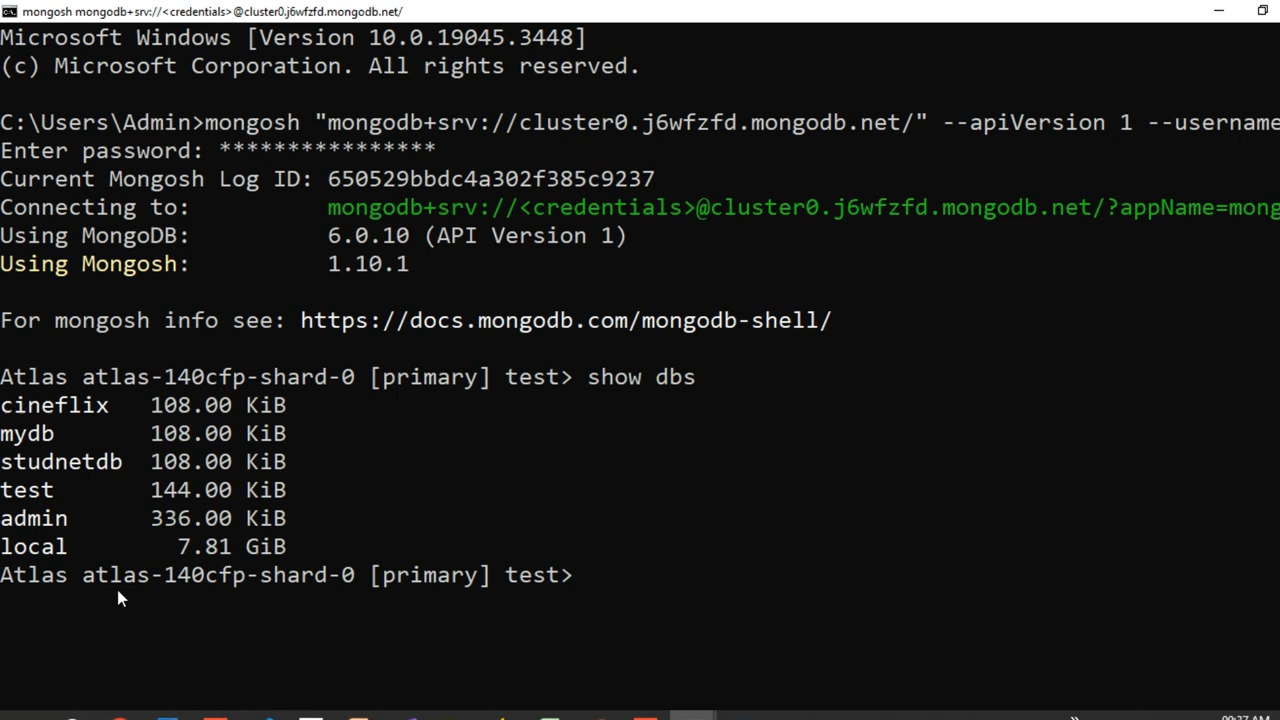 mongosh mongodb+srv://<credentials>@cluster0.j6wfzfd.mongodb.net/
Microsoft Windows [Version 10.0.19045.3448]
(c) Microsoft Corporation. All rights reserved.
C:\Users\Admin>mongosh "mongodb+srv://cluster0.j6wfzfd.mongodb.net/" --apiVersion 1 --username
Enter password: ****************
Current Mongosh Log ID: 650529bbdc4a302f385c9237
Connecting to: mongodb+srv://<credentials>@cluster0.j6wfzfd.mongodb.net/?appName=mong
Using MongoDB: 6.0.10 (API Version 1)
Using Mongosh: 1.10.1
For mongosh info see: https://docs.mongodb.com/mongodb-shell/
Atlas atlas-140cfp-shard-0 [primary] test> show dbs
cineflix 108.00 KiB
mydb 108.00 KiB
studnetdb 108.00 KiB
test 144.00 KiB
admin 336.00 KiB
local 7.81 GiB
Atlas atlas-140cfp-shard-0 [primary] test>